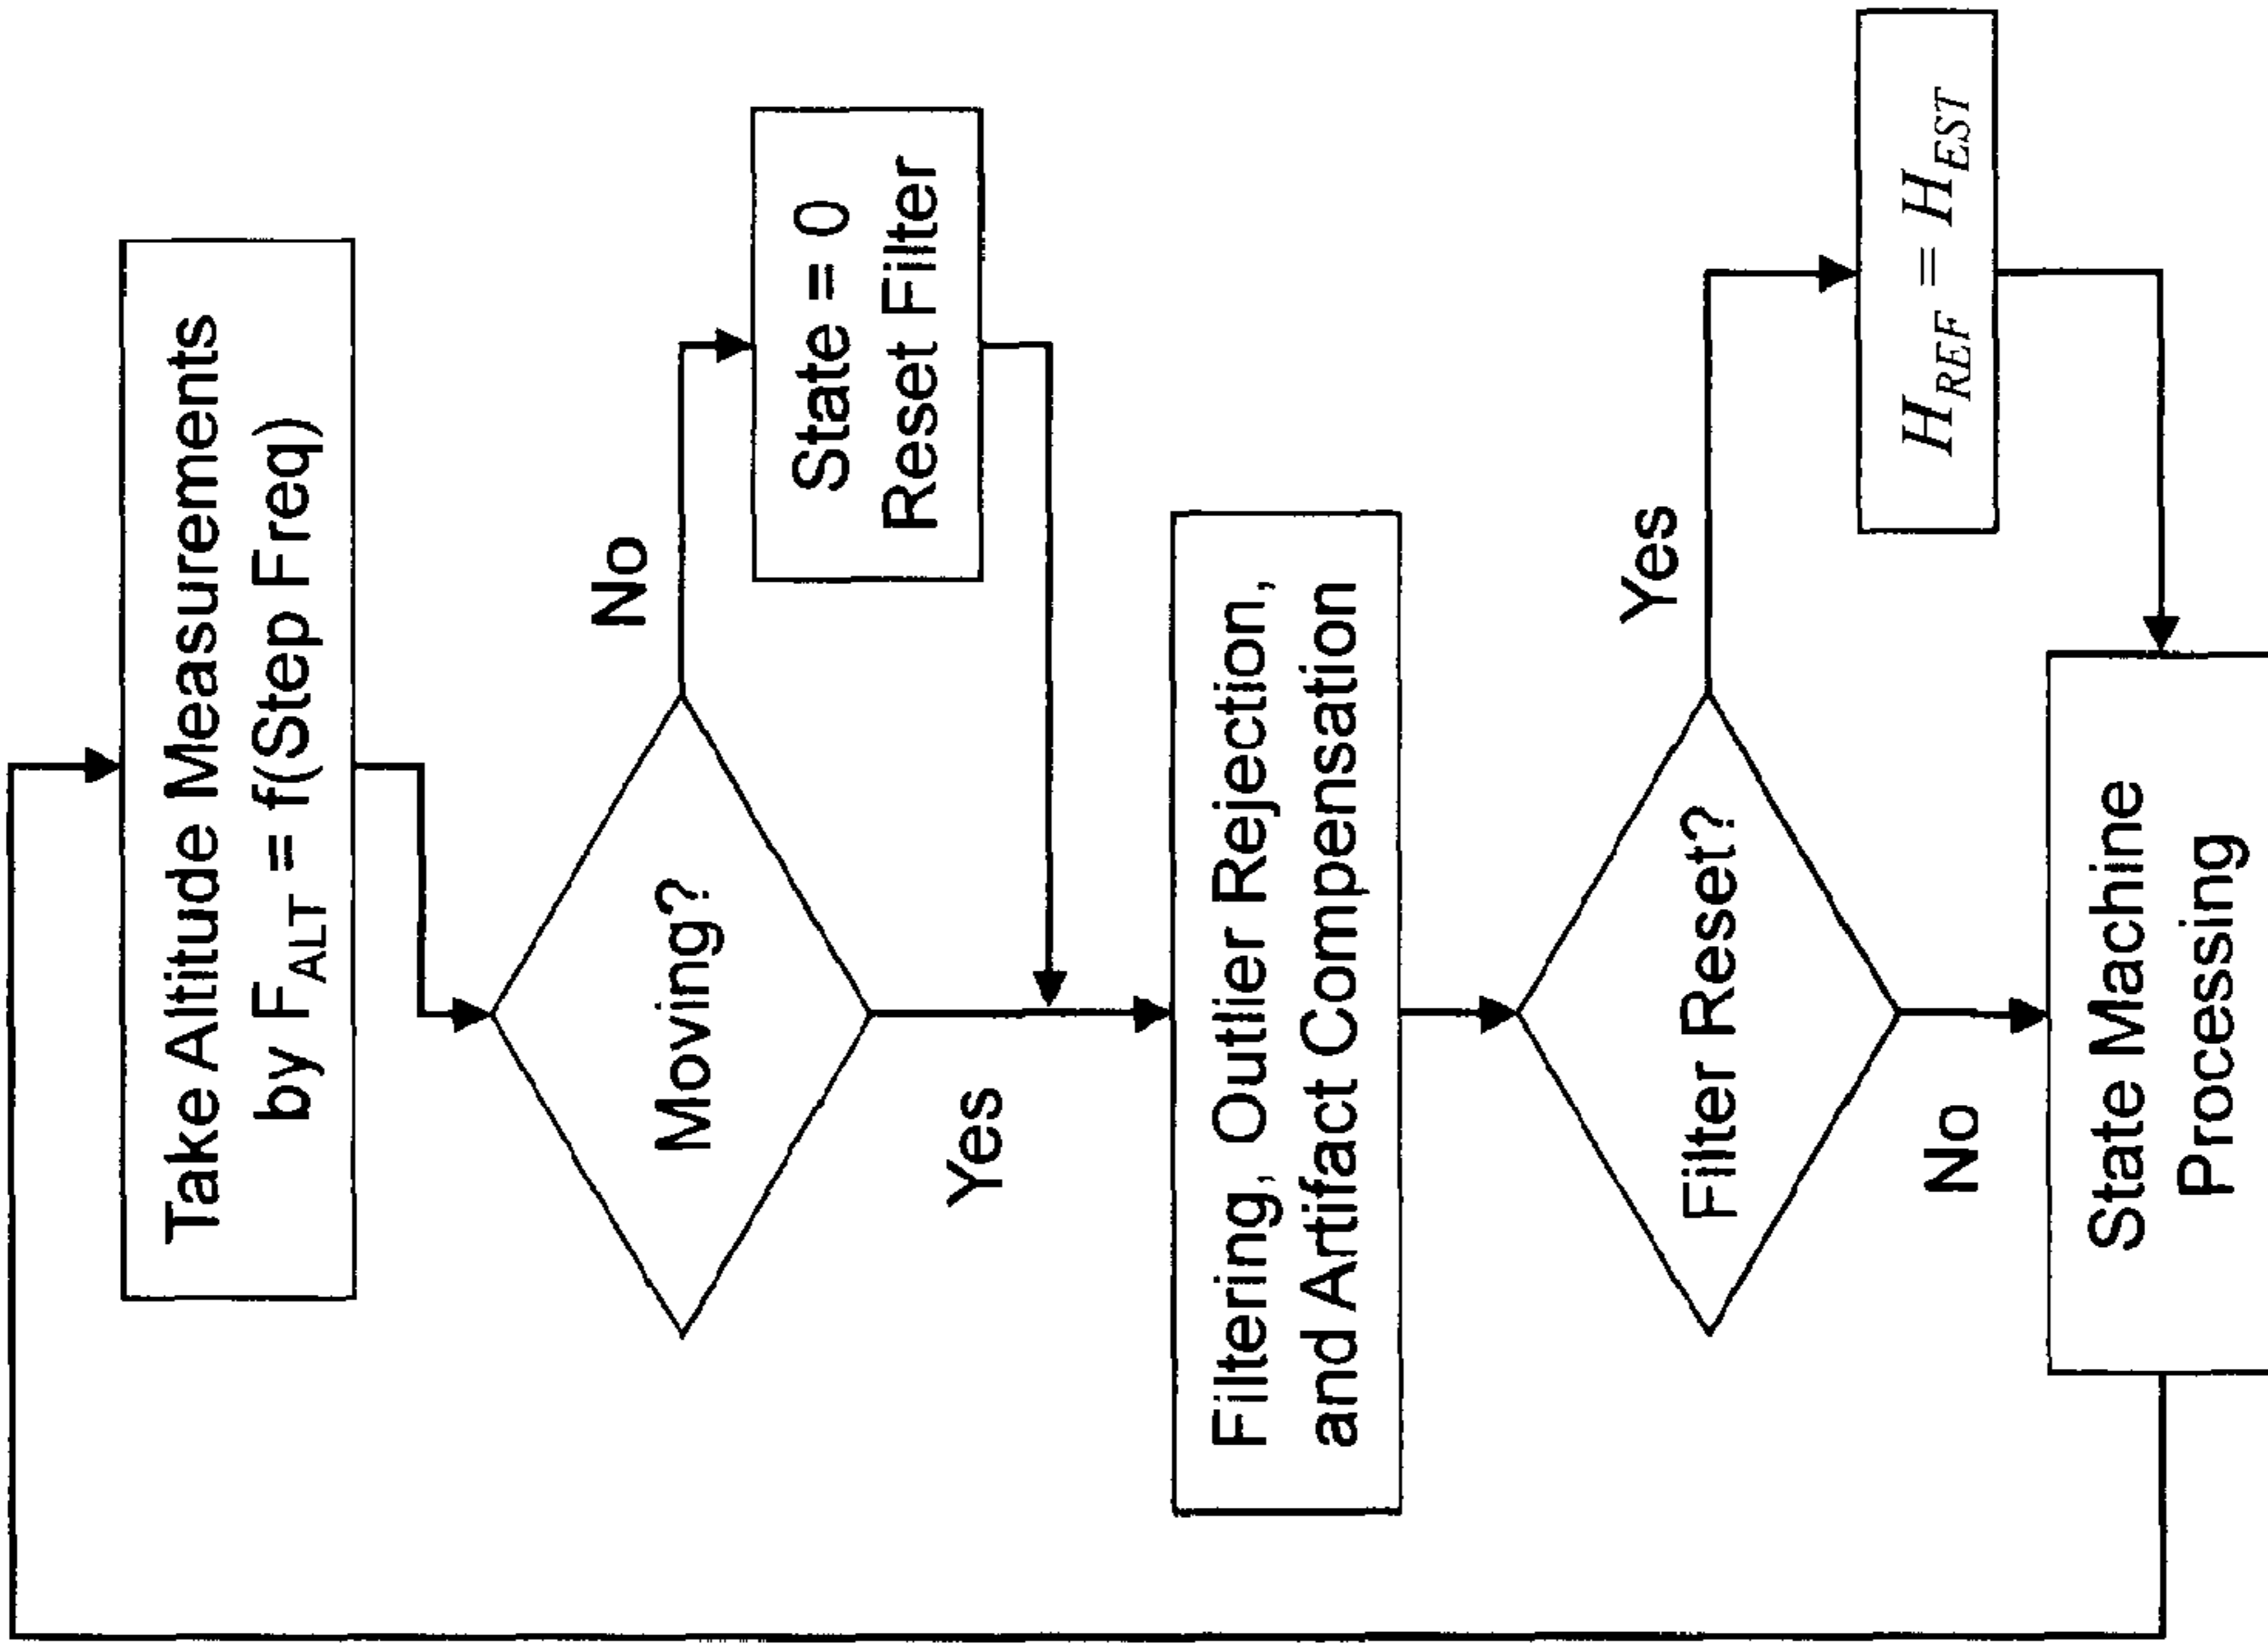 Take Altitude Measurements
by F_ALT = f(Step Freq)
Moving?
No
State = 0
Reset Filter
Yes
Filtering, Outlier Rejection,
and Artifact Compensation
Filter Reset?
Yes
H_REF = H_EST
No
State Machine
Processing